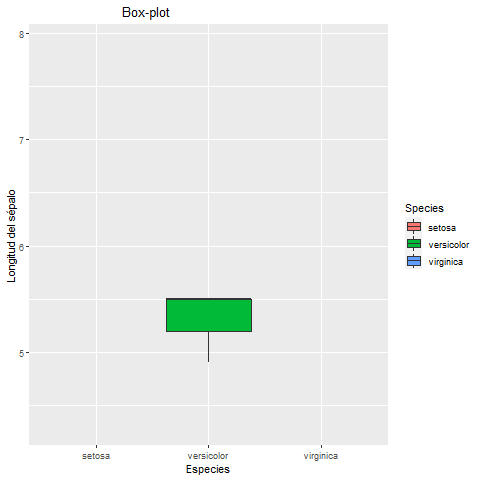 Box-plot
8
7
6
5
Longitud del sépalo
setosa
versicolor
virginica
Especies
Species
setosa
versicolor
virginica